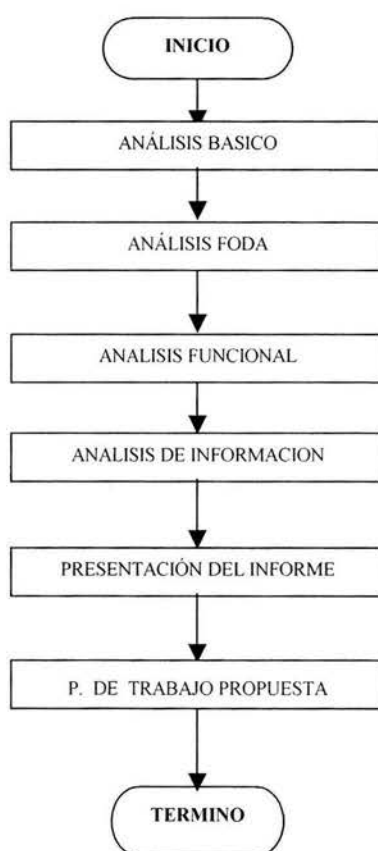 INICIO
ANÁLISIS BASICO
ANÁLISIS FODA
ANALISIS FUNCIONAL
ANALISIS DE INFORMACION
PRESENTACIÓN DEL INFORME
P. DE TRABAJO PROPUESTA
TERMINO